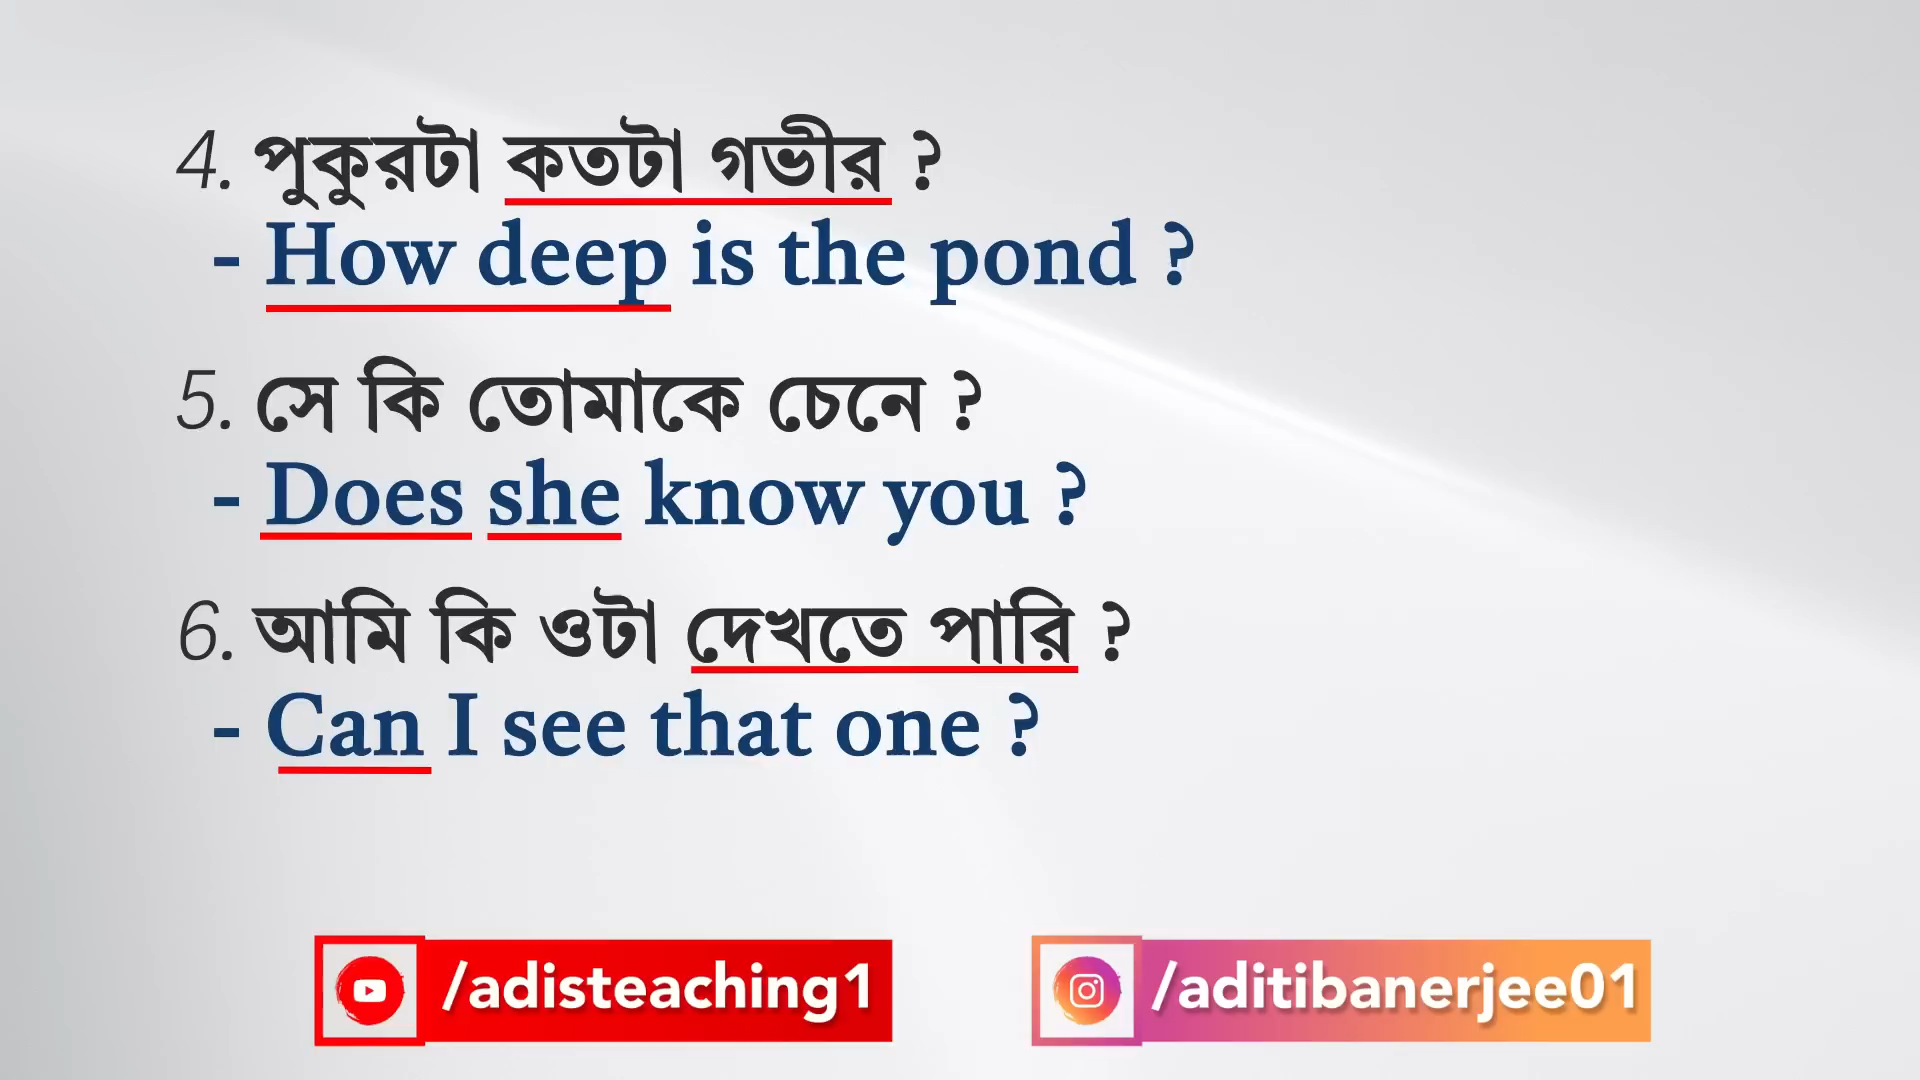 4. পুকুরটা কতটা গভীর ?
- How deep is the pond ?
5. সে কি তোমাকে চেনে ?
- Does she know you ?
6. আমি কি ওটা দেখতে পারি ?
- Can I see that one ?
/adisteaching1
/aditibanerjee01